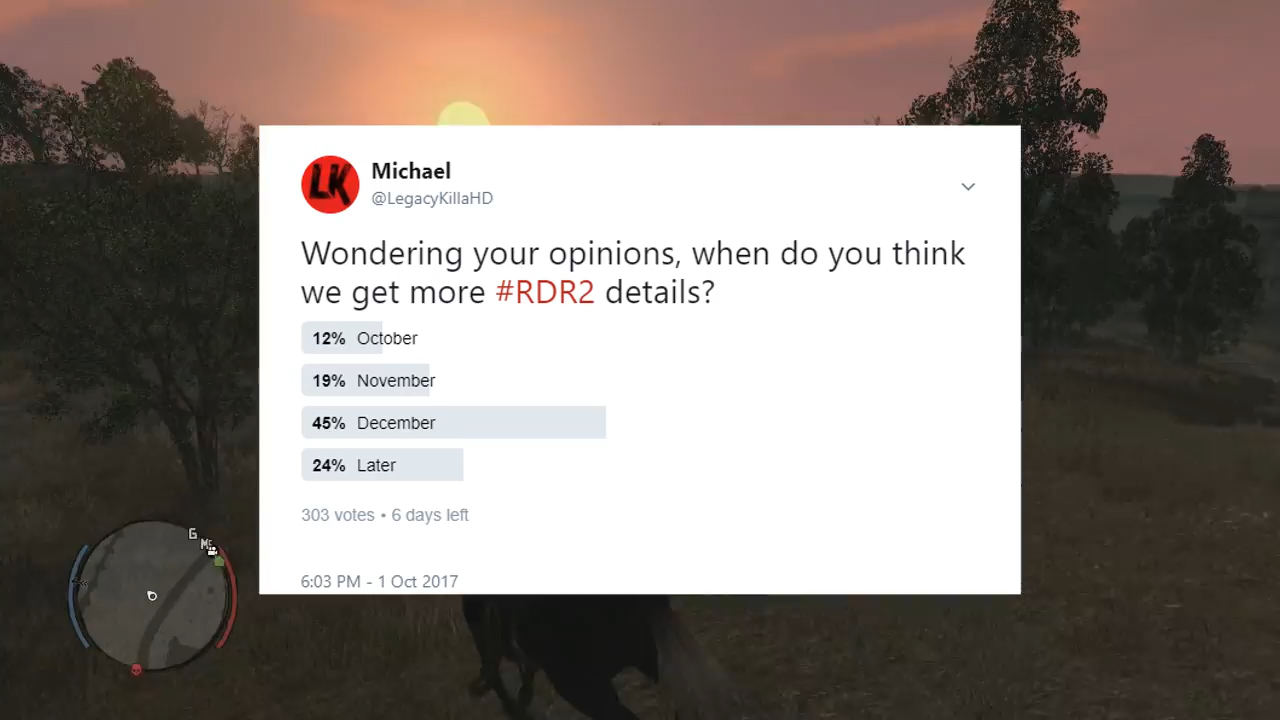 LK
Michael
@LegacyKillaHD
Wondering your opinions, when do you think
we get more #RDR2 details?
12% October
19% November
45% December
24% Later
303 votes • 6 days left
6:03 PM - 1 Oct 2017
G
M